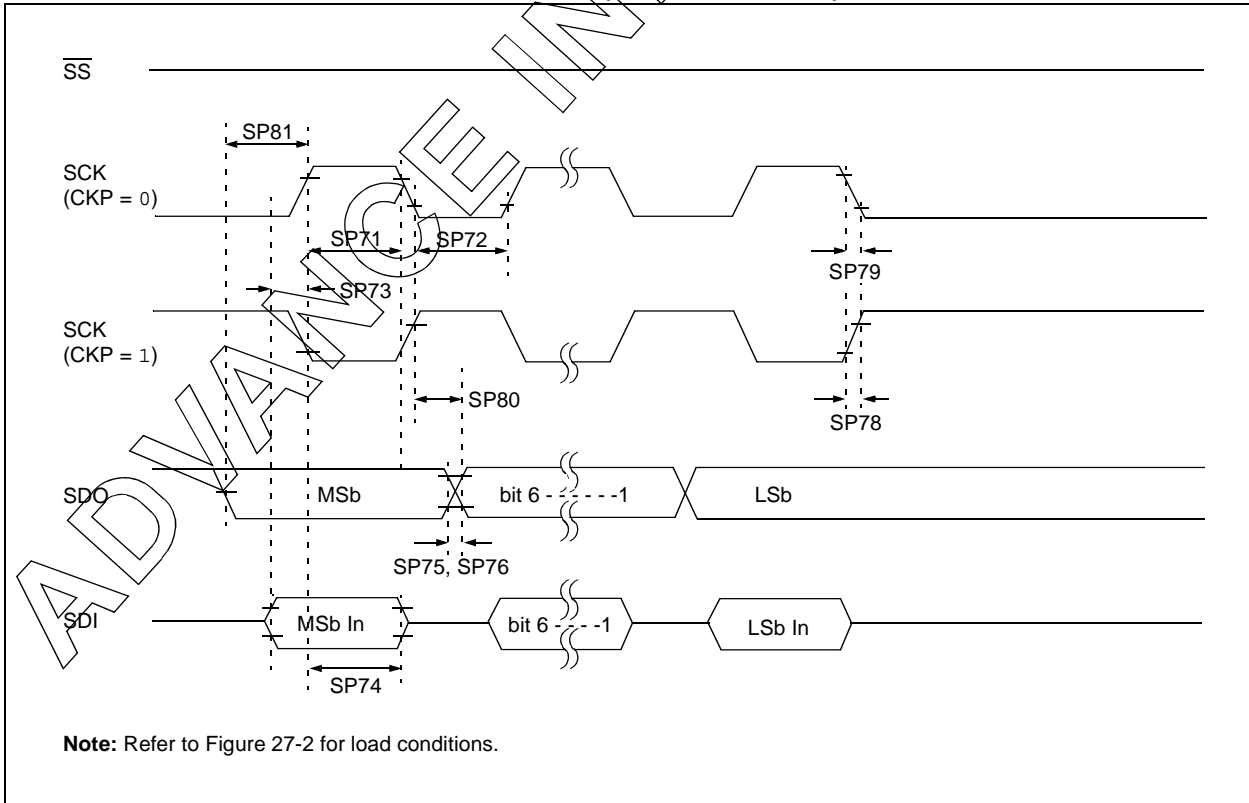 SS
SP81
SCK
(CKP = 0)
SP71
SP72
SP79
SP73
SCK
(CKP = 1)
SP80
SP78
SDO
MSb
bit 6 - - - - - -1
LSb
SP75, SP76
SDI
MSb In
bit 6 - - - -1
LSb In
SP74
Note: Refer to Figure 27-2 for load conditions.
ADVANCE IN